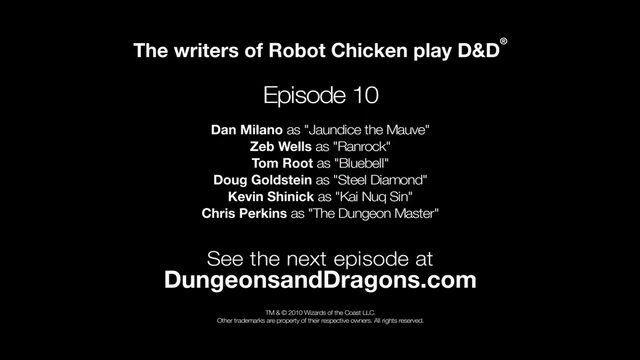 The writers of Robot Chicken play D&D®
Episode 10
Dan Milano as "Jaundice the Mauve"
Zeb Wells as "Ranrock"
Tom Root as "Bluebell"
Doug Goldstein as "Steel Diamond"
Kevin Shinick as "Kai Nuq Sin"
Chris Perkins as "The Dungeon Master"
See the next episode at
DungeonsandDragons.com
TM & © 2010 Wizards of the Coast LLC.
Other trademarks are property of their respective owners. All rights reserved.